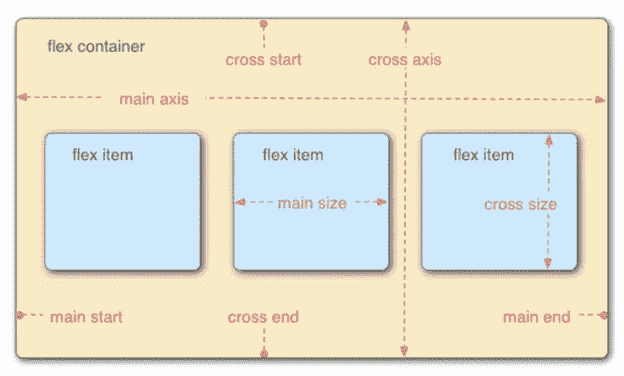 flex container
cross start
cross axis
main axis
flex item
flex item
flex item
main size
cross size
main start
cross end
main end